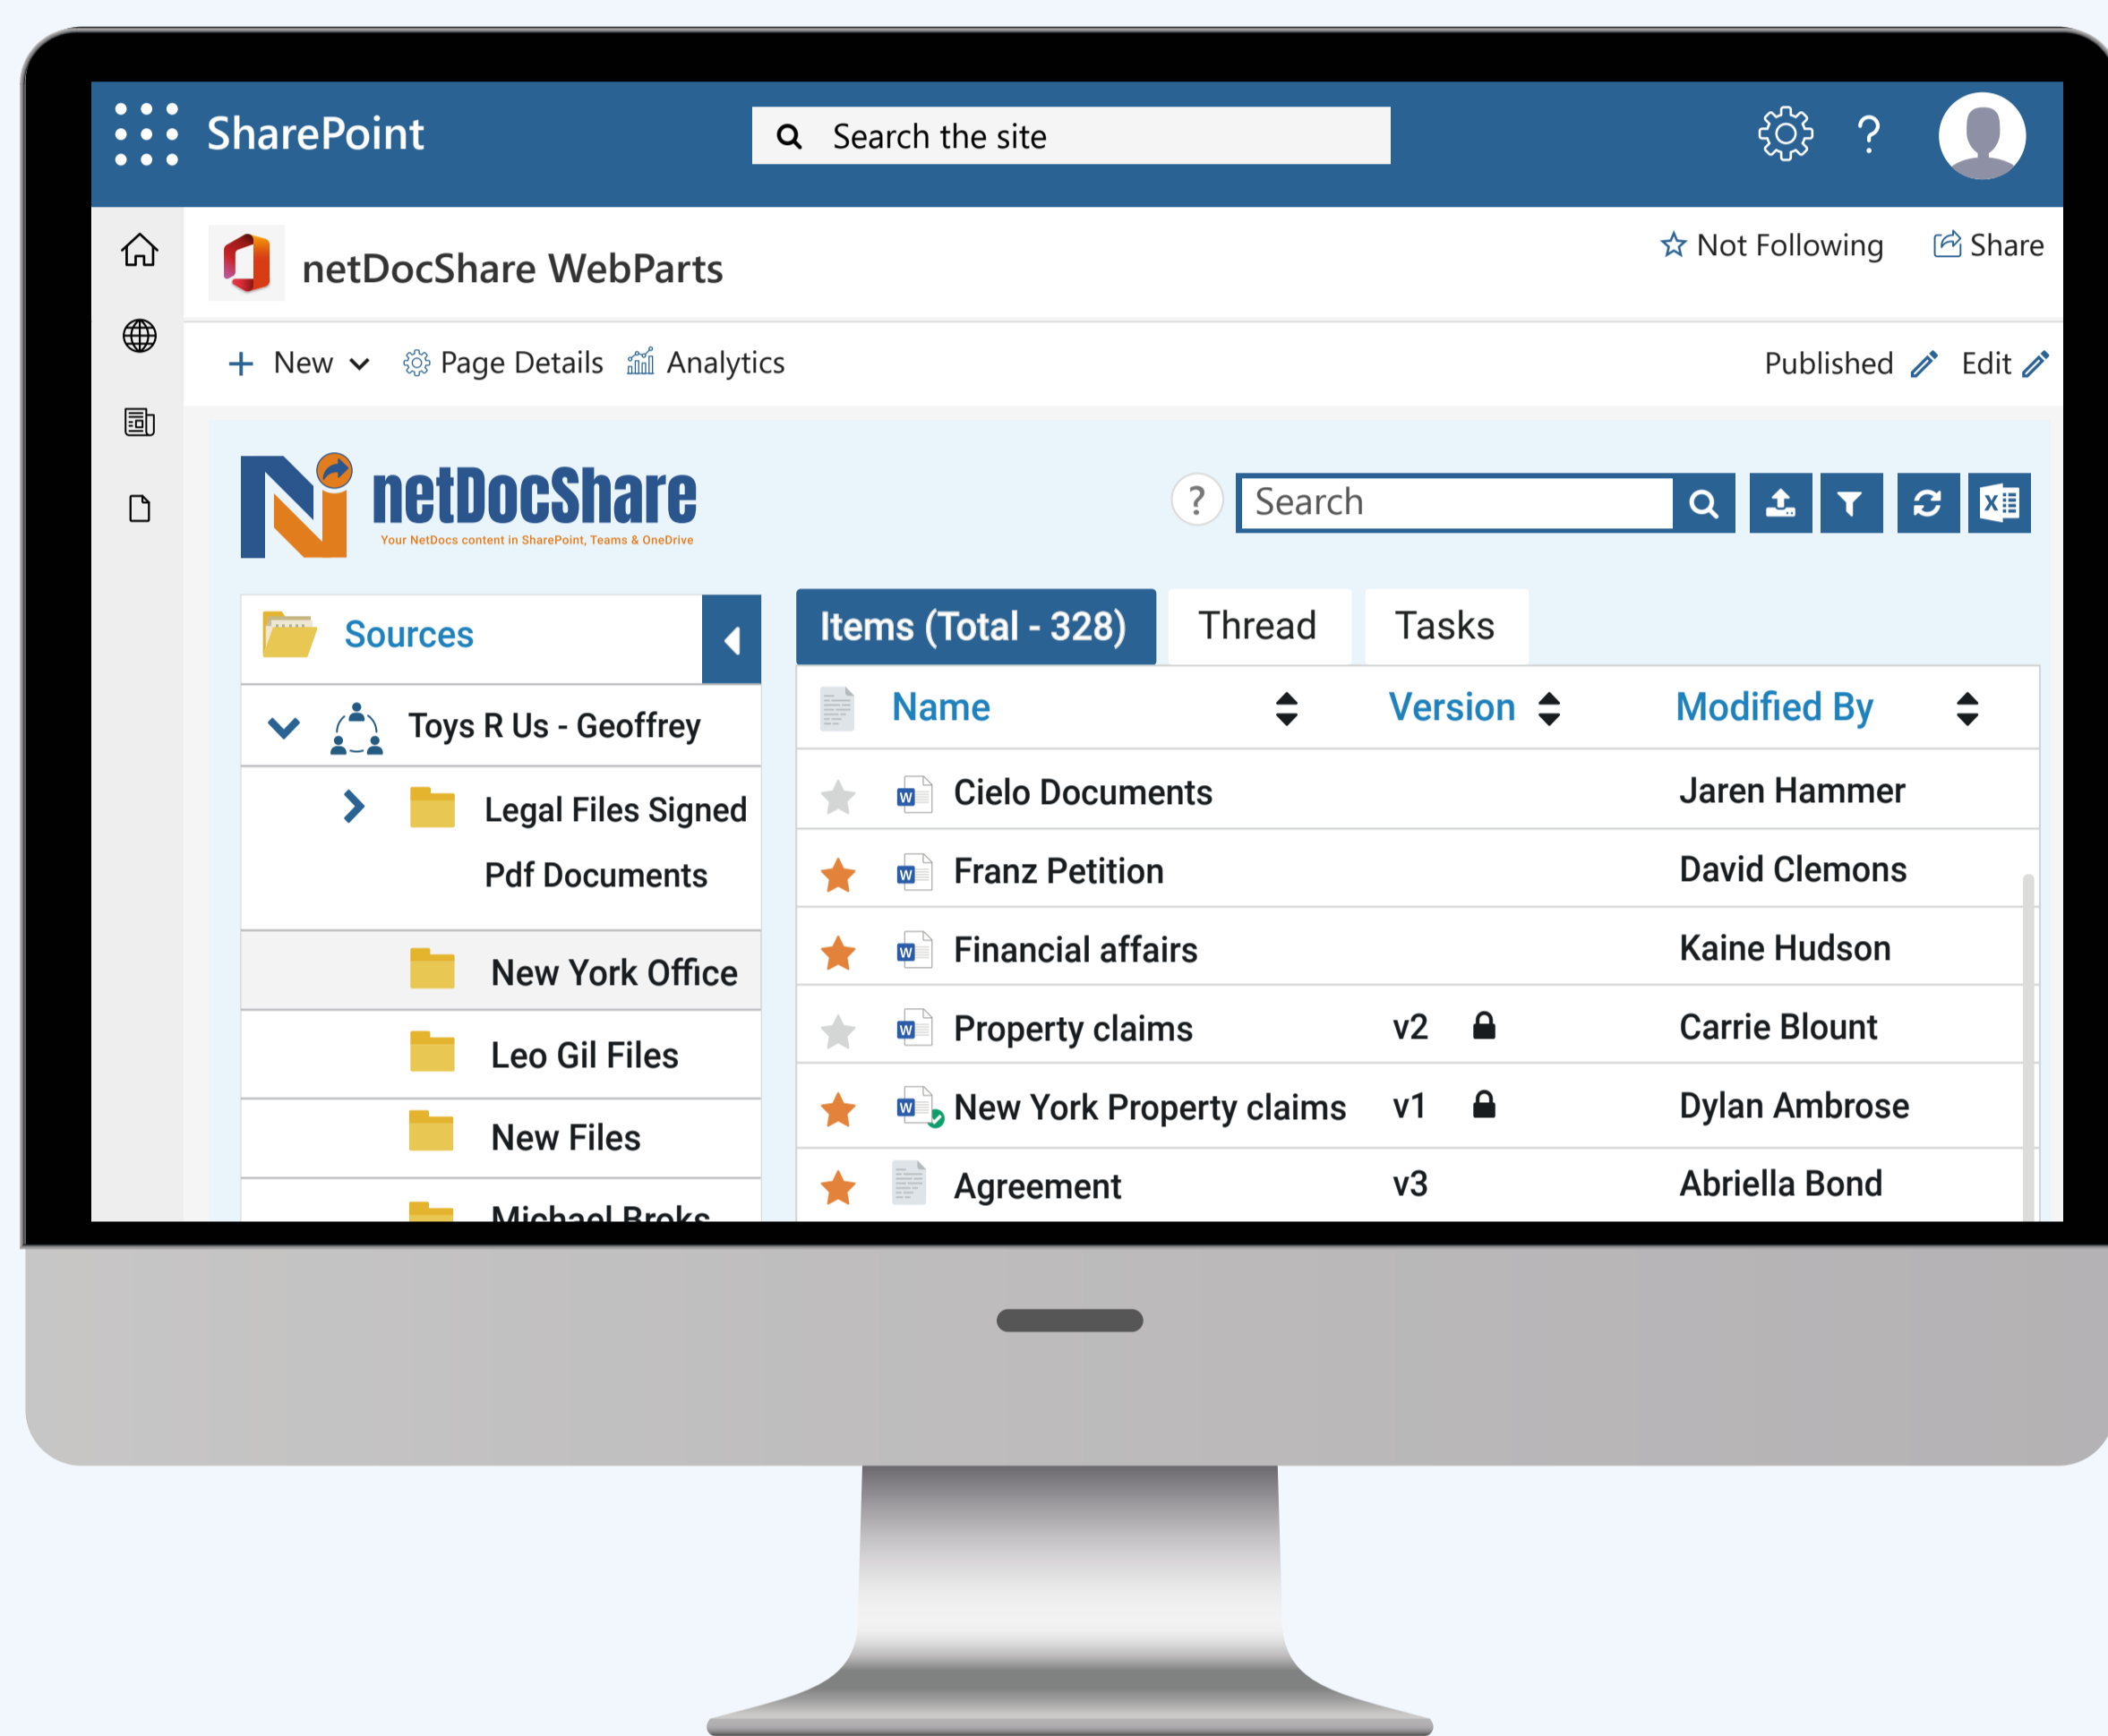 SharePoint
Search the site
netDocShare WebParts
Not Following
Share
New
Page Details
Analytics
Published
Edit
netDocShare
Your NetDocs content in SharePoint, Teams & OneDrive
?
Search
Sources
Toys R Us - Geoffrey
Legal Files Signed
Pdf Documents
New York Office
Leo Gil Files
New Files
Michael Broks
Items (Total - 328)
Thread
Tasks
Name
Version
Modified By
Cielo Documents
Jaren Hammer
Franz Petition
David Clemons
Financial affairs
Kaine Hudson
Property claims
v2
Carrie Blount
New York Property claims
v1
Dylan Ambrose
Agreement
v3
Abriella Bond